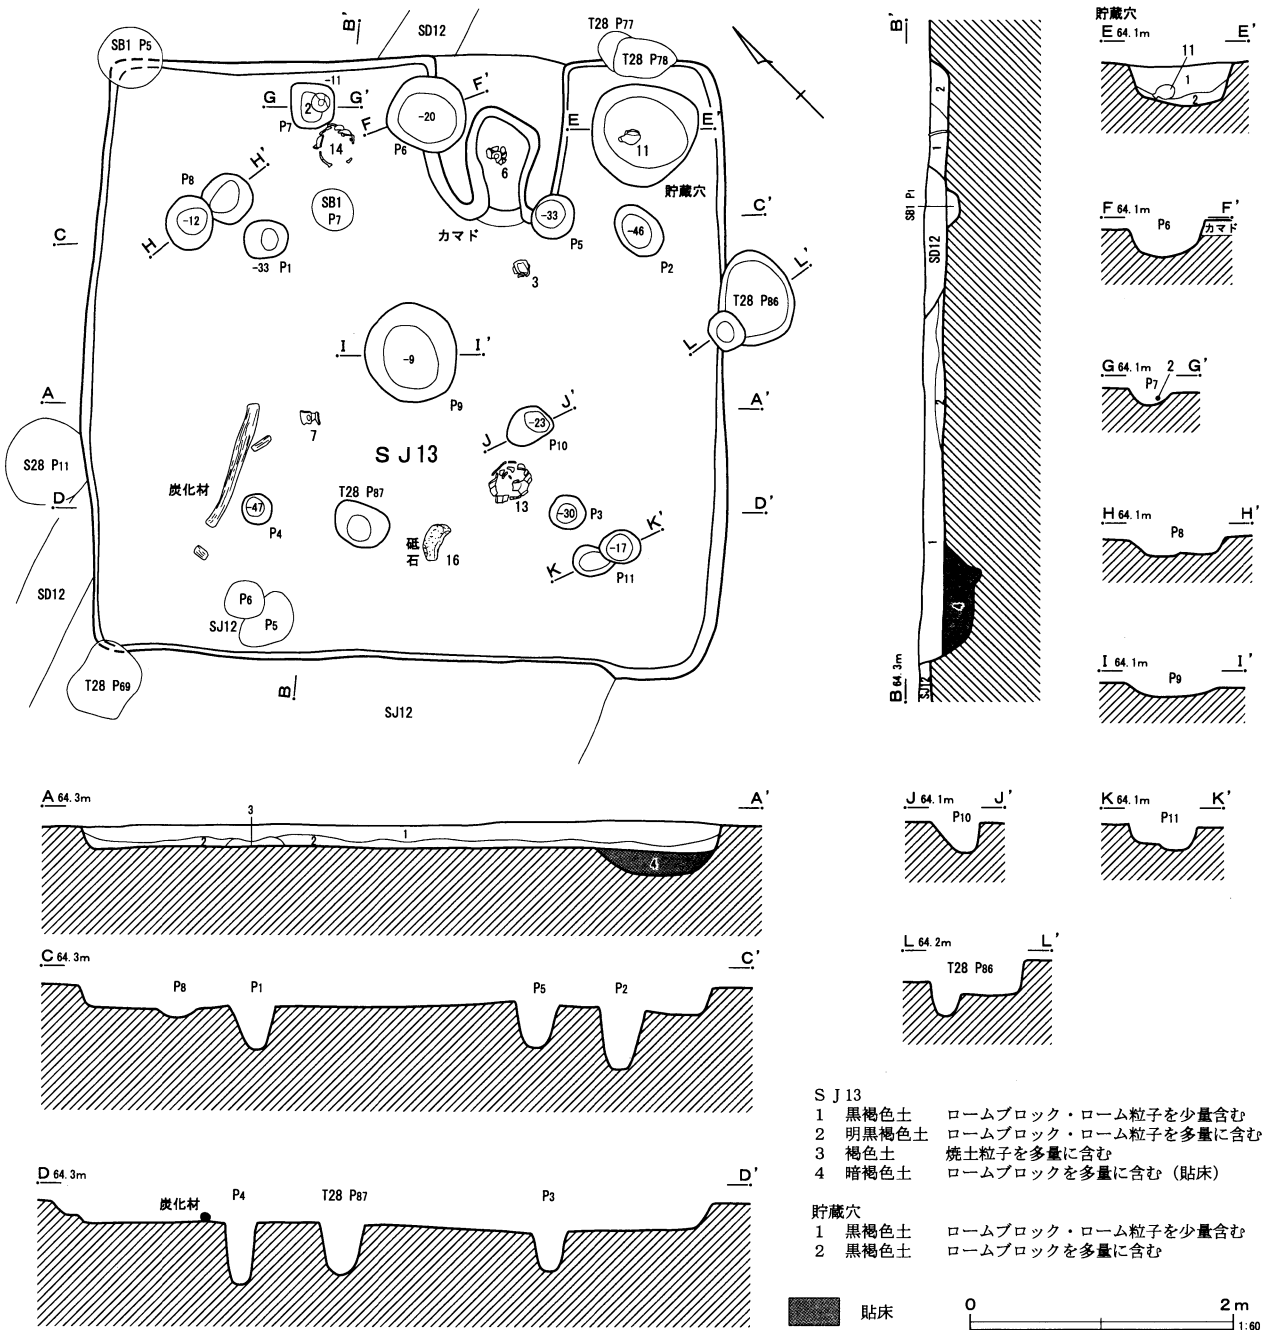 B'
SD12
T28 P77
T28 P78
SB1 P5
-11
G
2
G'
P7
14
F
F'
-20
P6
E
E'
11
貯蔵穴
6
カマド
H'
P8
-12
H
SB1
P7
-33 P1
C
C'
-33
P5
-46
P2
3
L'
T28 P86
L
I
I'
-9
P9
A
A'
7
J
J'
-23
P10
SJ13
S28 P11
D
D'
炭化材
-47
P4
T28 P87
13
砥石
16
-30
P3
K'
-17
K
P11
SD12
P6
SJ12
P5
T28 P69
B
SJ12
B'
2
1
SB1 P1
SD12
2
1
4
SJ12
B 64.3m
貯蔵穴
E 64.1m E'
11
1
2
F 64.1m F'
P6
カマド
G 64.1m 2 G'
P7
H 64.1m H'
P8
I 64.1m I'
P9
A 64.3m A'
3
2
2
1
4
J 64.1m J'
P10
K 64.1m K'
P11
C 64.3m C'
P8
P1
P5
P2
L 64.2m L'
T28 P86
D 64.3m D'
炭化材
P4
T28 P87
P3
SJ13
1 黒褐色土 ロームブロック・ローム粒子を少量含む
2 明黒褐色土 ロームブロック・ローム粒子を多量に含む
3 褐色土 焼土粒子を多量に含む
4 暗褐色土 ロームブロックを多量に含む（貼床）
貯蔵穴
1 黒褐色土 ロームブロック・ローム粒子を少量含む
2 黒褐色土 ロームブロックを多量に含む
貼床
0 2m
1:60